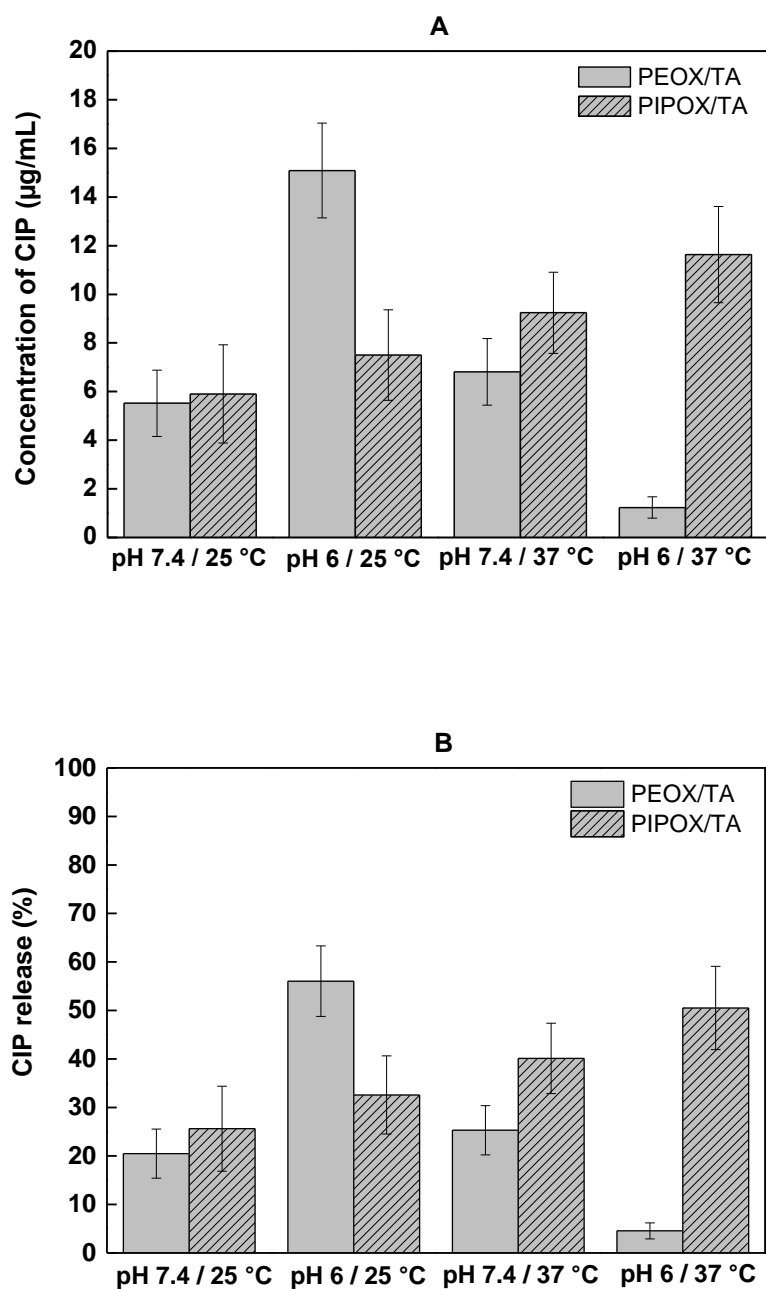 A
20
18
16
14
12
10
8
6
4
2
0
Concentration of CIP (µg/mL)
PEOX/TA
PIPOX/TA
pH 7.4 / 25 °C pH 6 / 25 °C pH 7.4 / 37 °C pH 6 / 37 °C
B
100
90
80
70
60
50
40
30
20
10
0
CIP release (%)
PEOX/TA
PIPOX/TA
pH 7.4 / 25 °C pH 6 / 25 °C pH 7.4 / 37 °C pH 6 / 37 °C